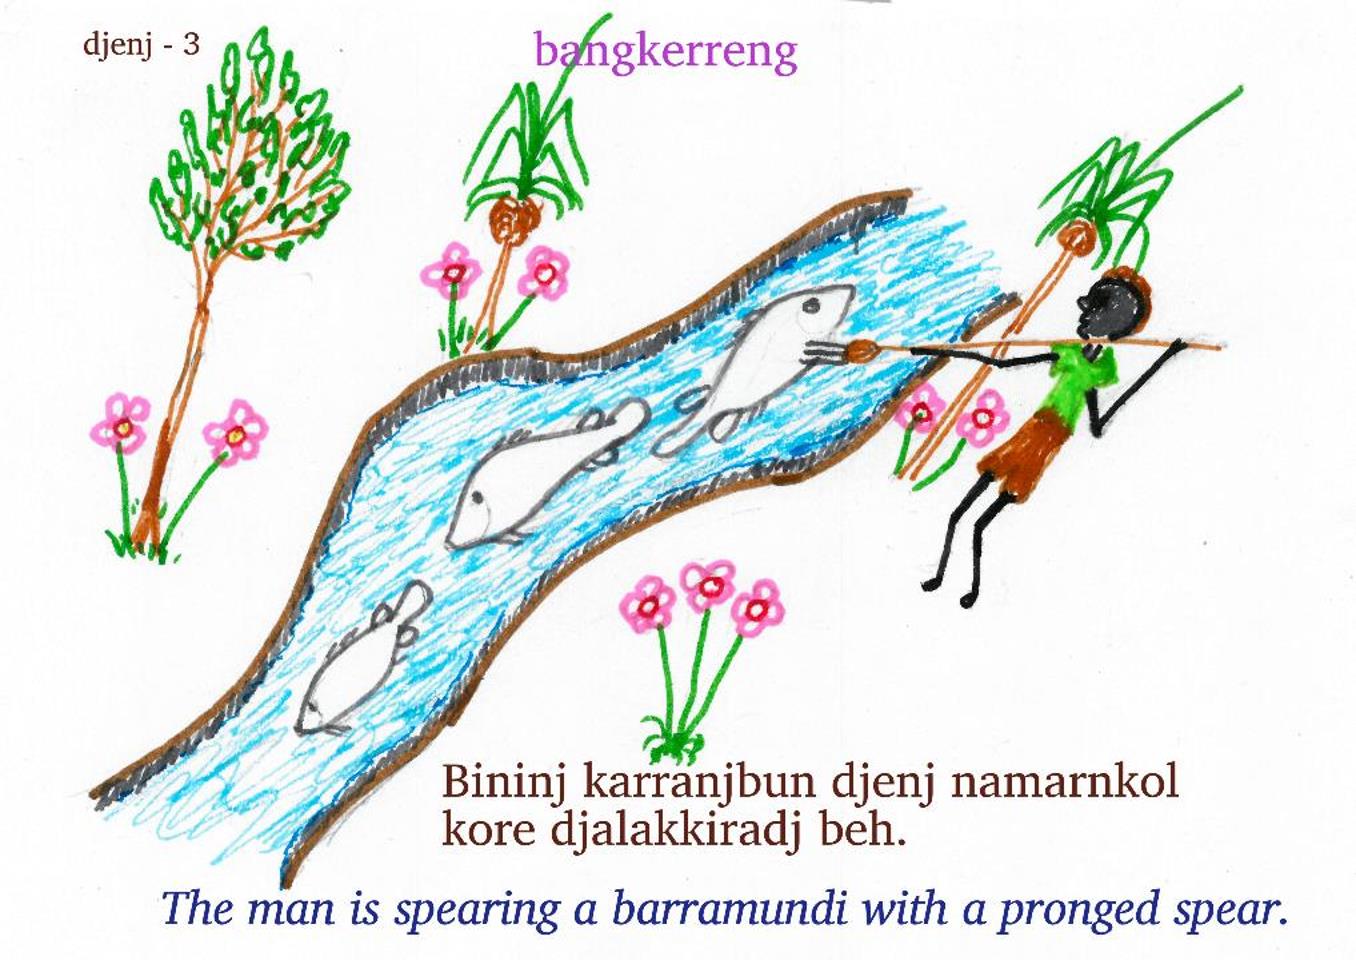 djenj - 3
bangkerreng
Bininj karranjbun djenj namarnkol
kore djalakkiradj beh.
The man is spearing a barramundi with a pronged spear.